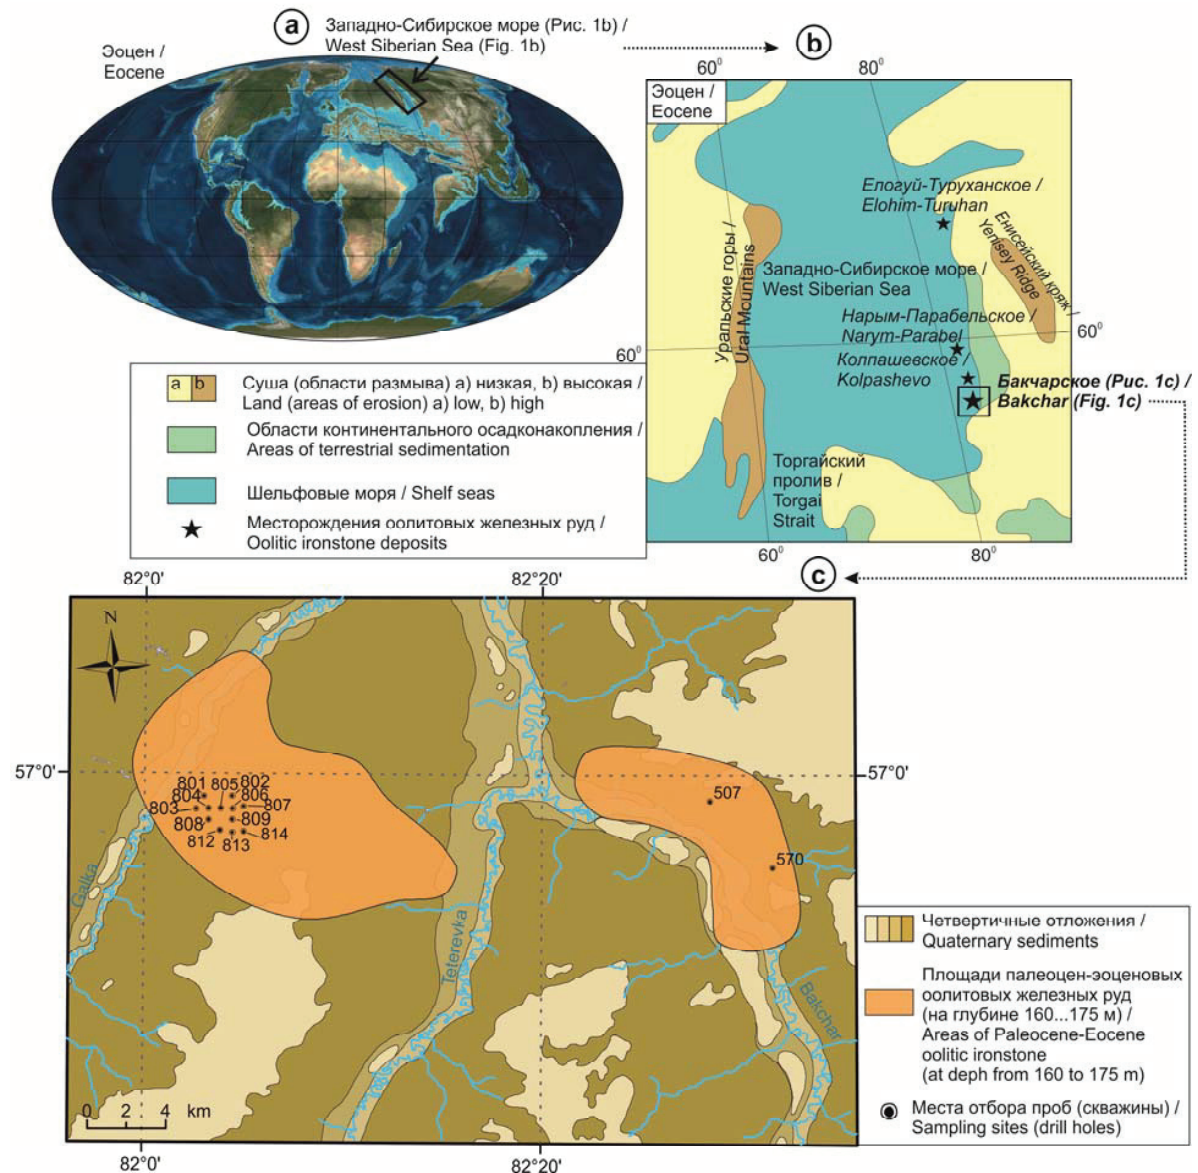 a
Западно-Сибирское море (Рис. 1b) /
West Siberian Sea (Fig. 1b)
Эоцен /
Eocene
b
60⁰
80⁰
Эоцен /
Eocene
Елогуй-Туруханское /
Elohim-Turuhan
Енисейский кряж /
Yenisey Ridge
Уральские горы /
Ural Mountains
Западно-Сибирское море /
West Siberian Sea
Нарым-Парабельское /
Narym-Parabel
60⁰
60⁰
Колпашевское /
Kolpashevo
Бакчарское (Рис. 1с) /
Bakchar (Fig. 1c)
Торгайский
пролив /
Torgai
Strait
60⁰
80⁰
a b
Суша (области размыва) a) низкая, b) высокая /
Land (areas of erosion) a) low, b) high
Области континентального осадконакопления /
Areas of terrestrial sedimentation
Шельфовые моря / Shelf seas
Месторождения оолитовых железных руд /
Oolitic ironstone deposits
c
82°0'
82°20'
N
57°0'
57°0'
801
805
802
804
806
803
807
808
809
812
813
814
507
570
Galka
Teterevka
Bakchar
0 2 4 km
82°0'
82°20'
Четвертичные отложения /
Quaternary sediments
Площади палеоцен-эоценовых
оолитовых железных руд
(на глубине 160...175 м) /
Areas of Paleocene-Eocene
oolitic ironstone
(at deph from 160 to 175 m)
Места отбора проб (скважины) /
Sampling sites (drill holes)